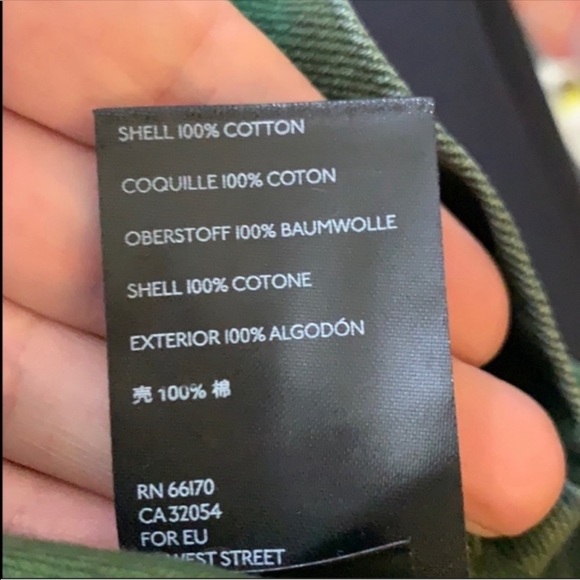 SHELL 100% COTTON
COQUILLE 100% COTON
OBERSTOFF 100% BAUMWOLLE
SHELL 100% COTONE
EXTERIOR 100% ALGODÓN
売 100% 棉
RN 66170
CA 32054
FOR EU
WEST STREET